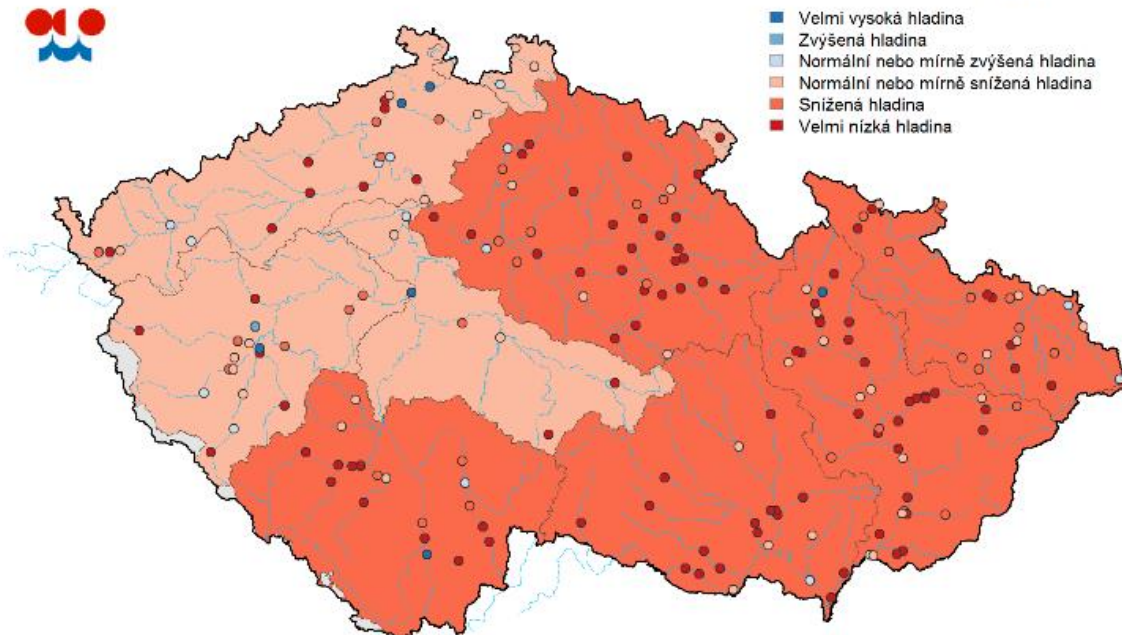 Velmi vysoká hladina
Zvýšená hladina
Normální nebo mírně zvýšená hladina
Normální nebo mírně snížená hladina
Snížená hladina
Velmi nízká hladina